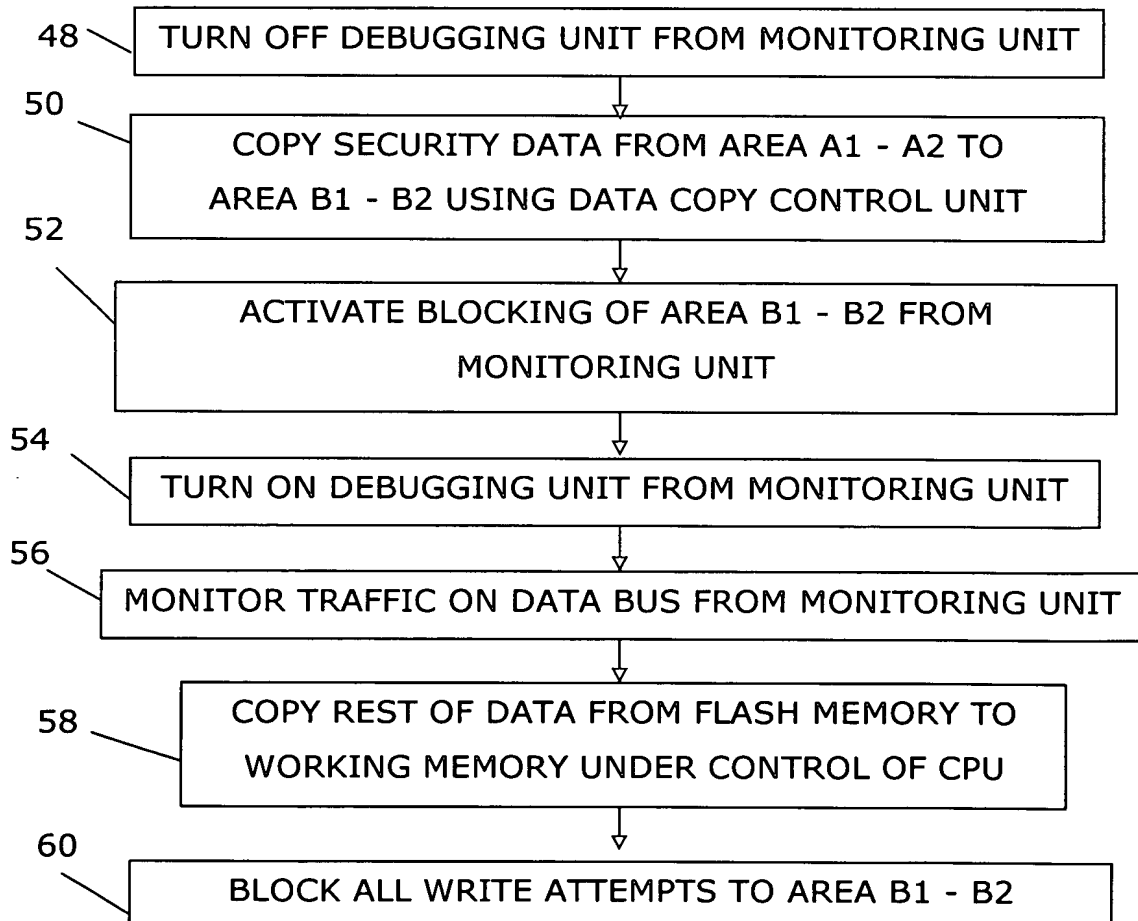 48
TURN OFF DEBUGGING UNIT FROM MONITORING UNIT
50
COPY SECURITY DATA FROM AREA A1 - A2 TO
AREA B1 - B2 USING DATA COPY CONTROL UNIT
52
ACTIVATE BLOCKING OF AREA B1 - B2 FROM
MONITORING UNIT
54
TURN ON DEBUGGING UNIT FROM MONITORING UNIT
56
MONITOR TRAFFIC ON DATA BUS FROM MONITORING UNIT
58
COPY REST OF DATA FROM FLASH MEMORY TO
WORKING MEMORY UNDER CONTROL OF CPU
60
BLOCK ALL WRITE ATTEMPTS TO AREA B1 - B2